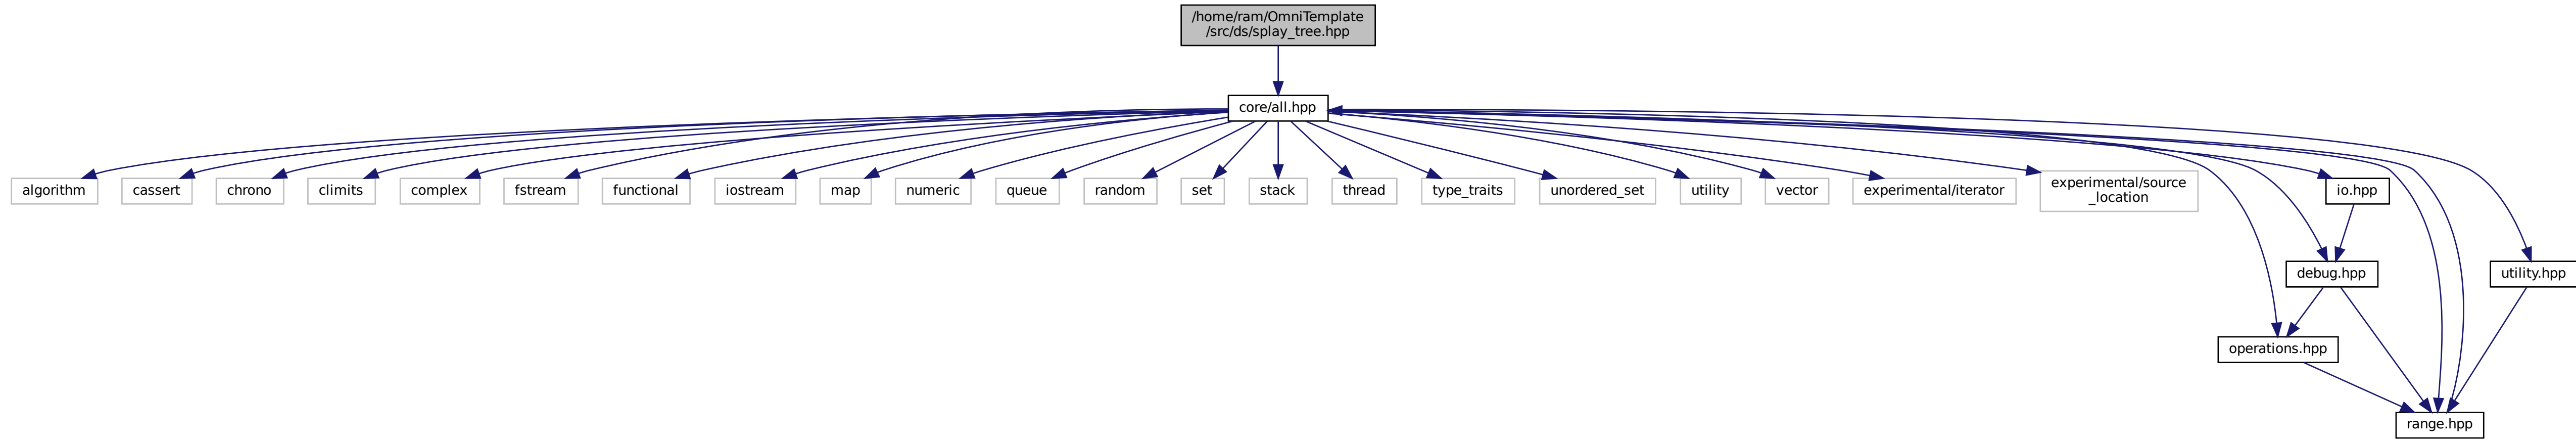 /home/ram/OmniTemplate
/src/ds/splay_tree.hpp
core/all.hpp
algorithm
cassert
chrono
climits
complex
fstream
functional
iostream
map
numeric
queue
random
set
stack
thread
type_traits
unordered_set
utility
vector
experimental/iterator
experimental/source
_location
io.hpp
debug.hpp
utility.hpp
operations.hpp
range.hpp